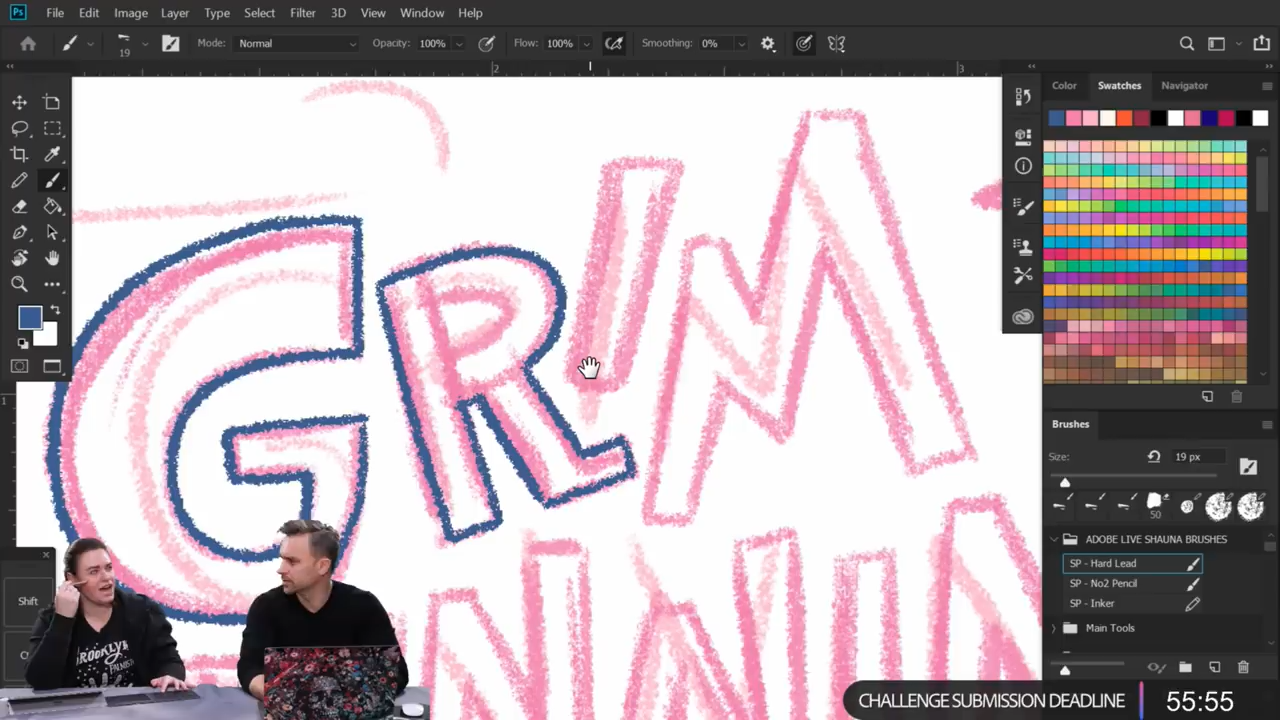 Ps File Edit Image Layer Type Select Filter 3D View Window Help
19 Mode: Normal Opacity: 100% Flow: 100% Smoothing: 0%
2 3
Color Swatches Navigator
GRIM
1
Brushes
Size: 19 px
50
ADOBE LIVE SHAUNA BRUSHES
SP - Hard Lead
SP - No2 Pencil
SP - Inker
Main Tools
Shift
BROOKLYN
CHALLENGE SUBMISSION DEADLINE 55:55